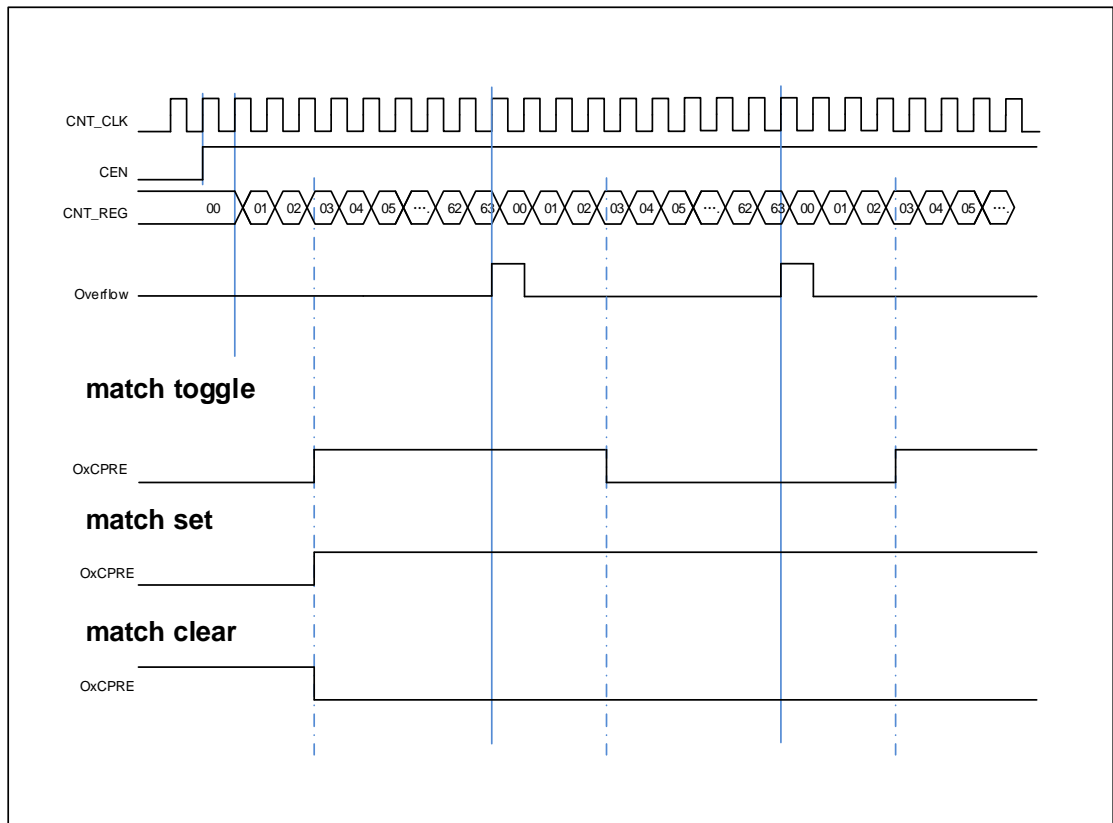 CNT_CLK
CEN
CNT_REG 00 01 02 03 04 05 .... 62 63 00 01 02 03 04 05 .... 62 63 00 01 02 03 04 05 ....
Overflow
match toggle
OxCPRE
match set
OxCPRE
match clear
OxCPRE